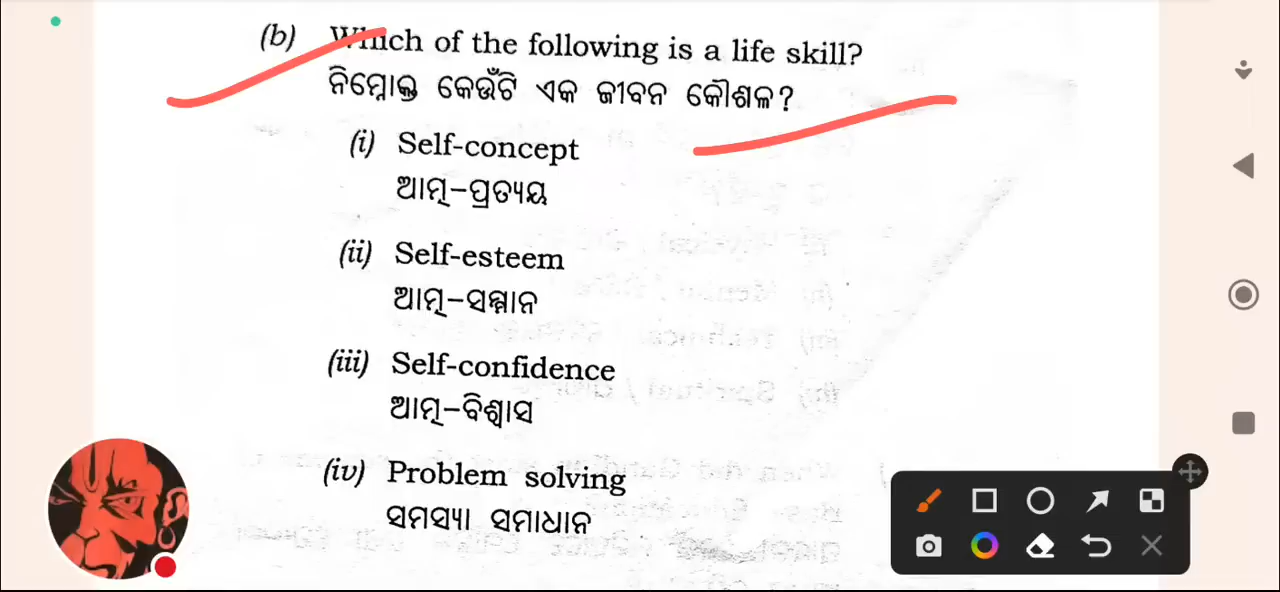 (b) Which of the following is a life skill?
ନିମ୍ନୋକ୍ତ କେଉଁଟି ଏକ ଜୀବନ କୌଶଳ?
(i) Self-concept
ଆତ୍ମ–ପ୍ରତ୍ୟୟ
(ii) Self-esteem
ଆତ୍ମ–ସମ୍ମାନ
(iii) Self-confidence
ଆତ୍ମ–ବିଶ୍ୱାସ
(iv) Problem solving
ସମସ୍ୟା ସମାଧାନ